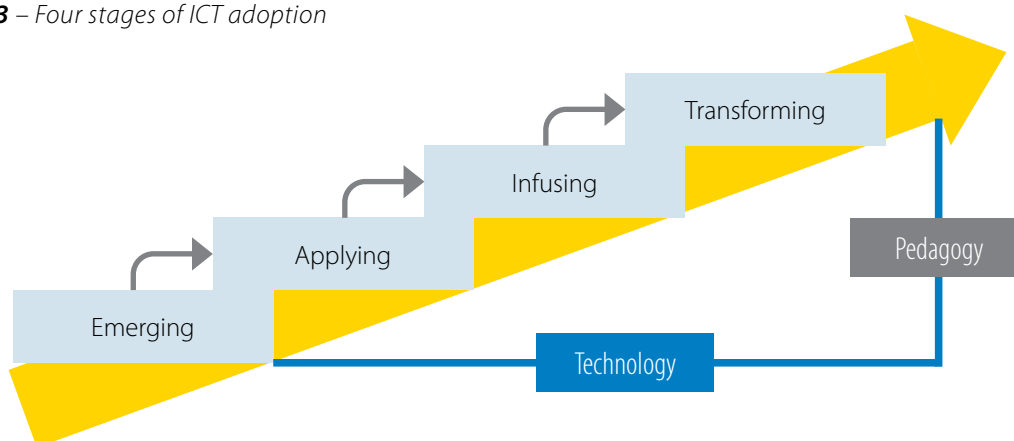 3 – Four stages of ICT adoption
Transforming
Infusing
Applying
Emerging
Pedagogy
Technology